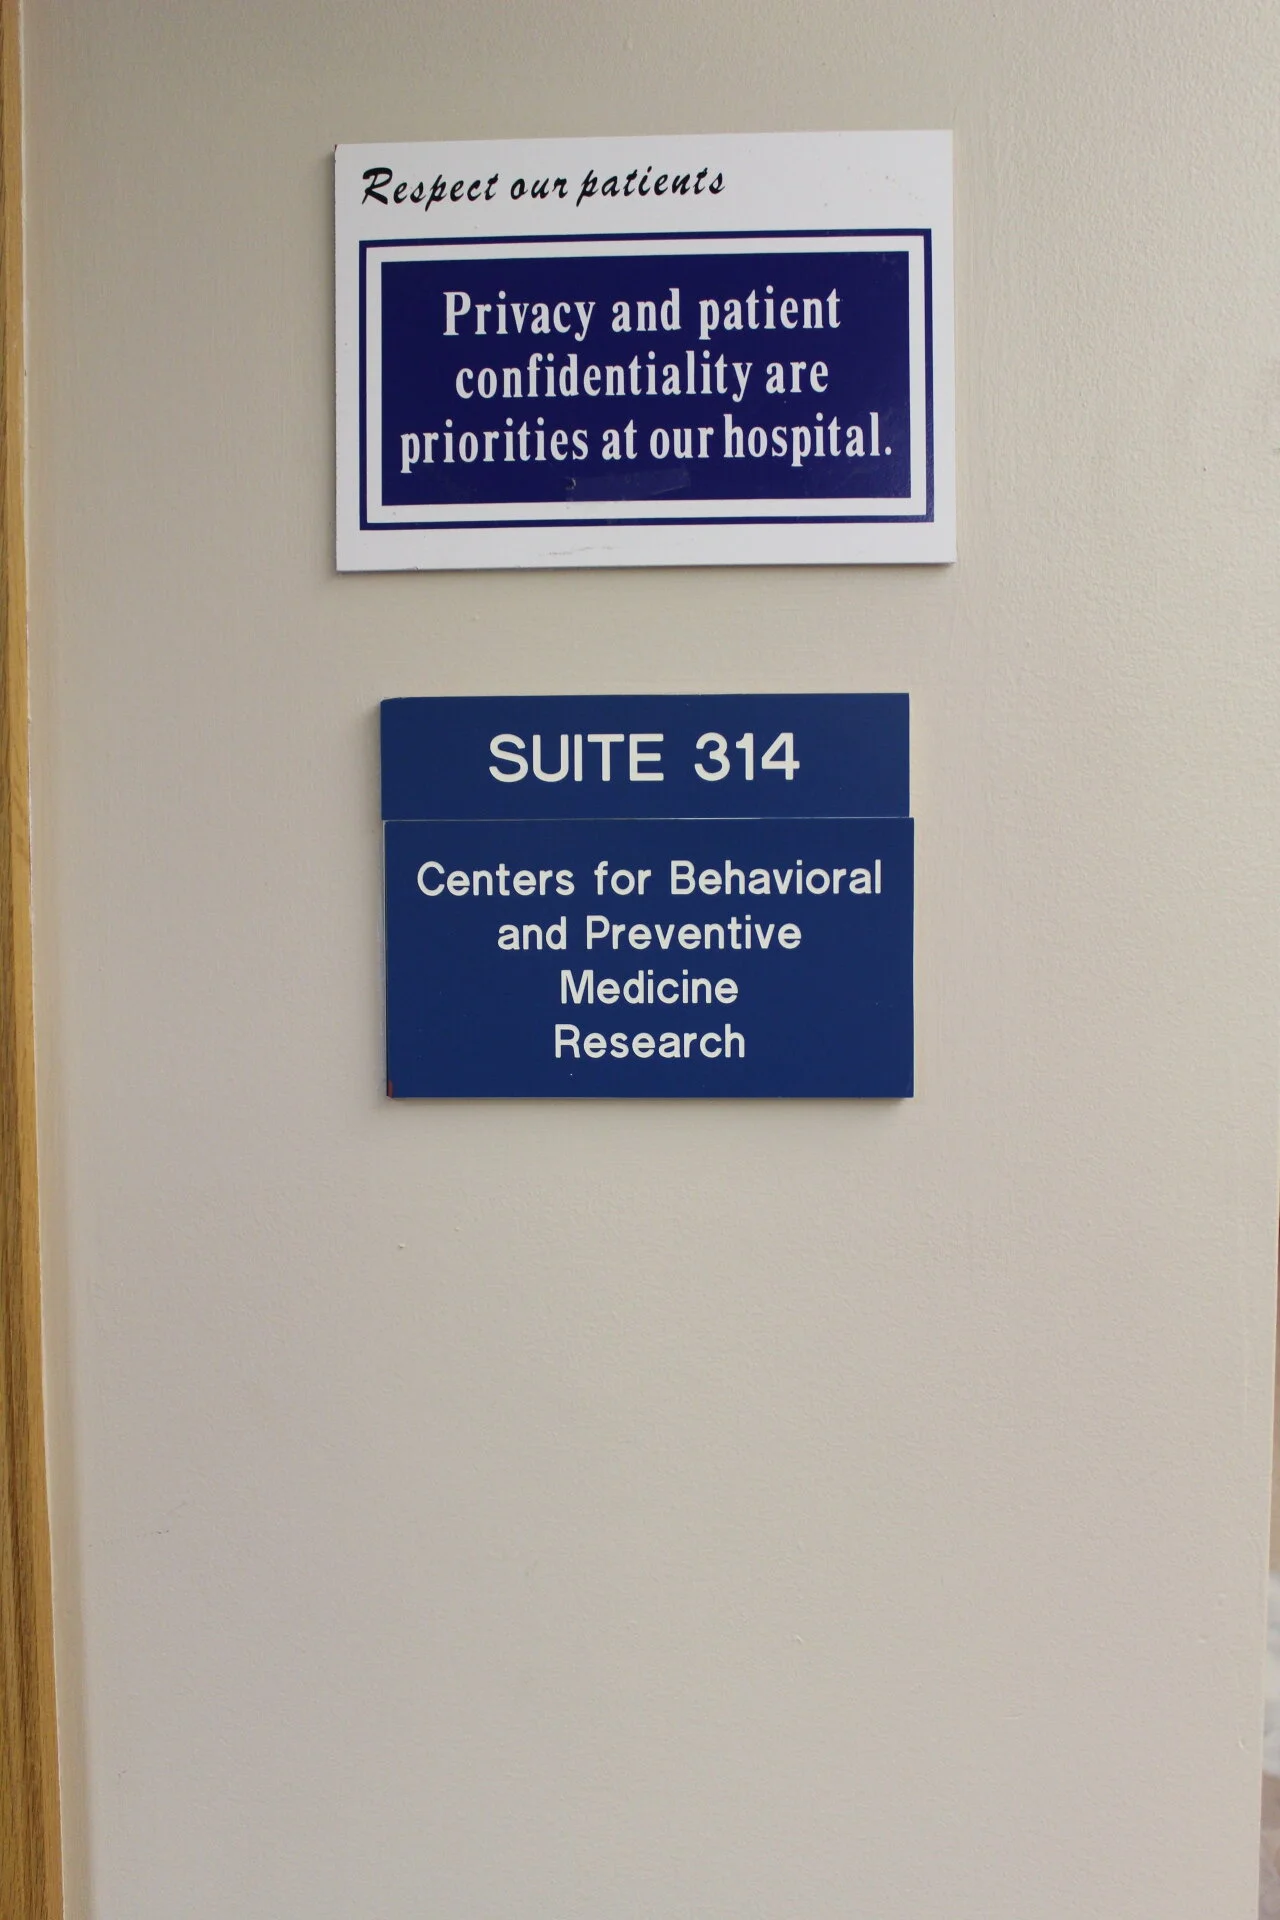 Respect our patients
Privacy and patient
confidentiality are
priorities at our hospital.
SUITE 314
Centers for Behavioral
and Preventive
Medicine
Research